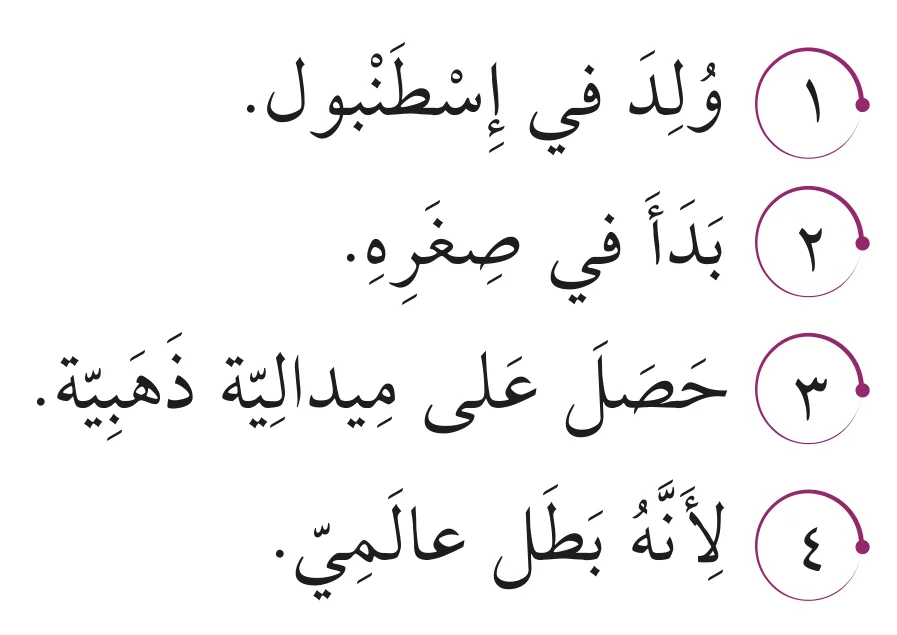 ١ وُلِدَ في إِسْطَنْبول.
٢ بَدَأَ في صِغَرِهِ.
٣ حَصَلَ عَلى مِيدالِيّة ذَهَبِيّة.
٤ لِأَنَّهُ بَطَل عالَمِيّ.